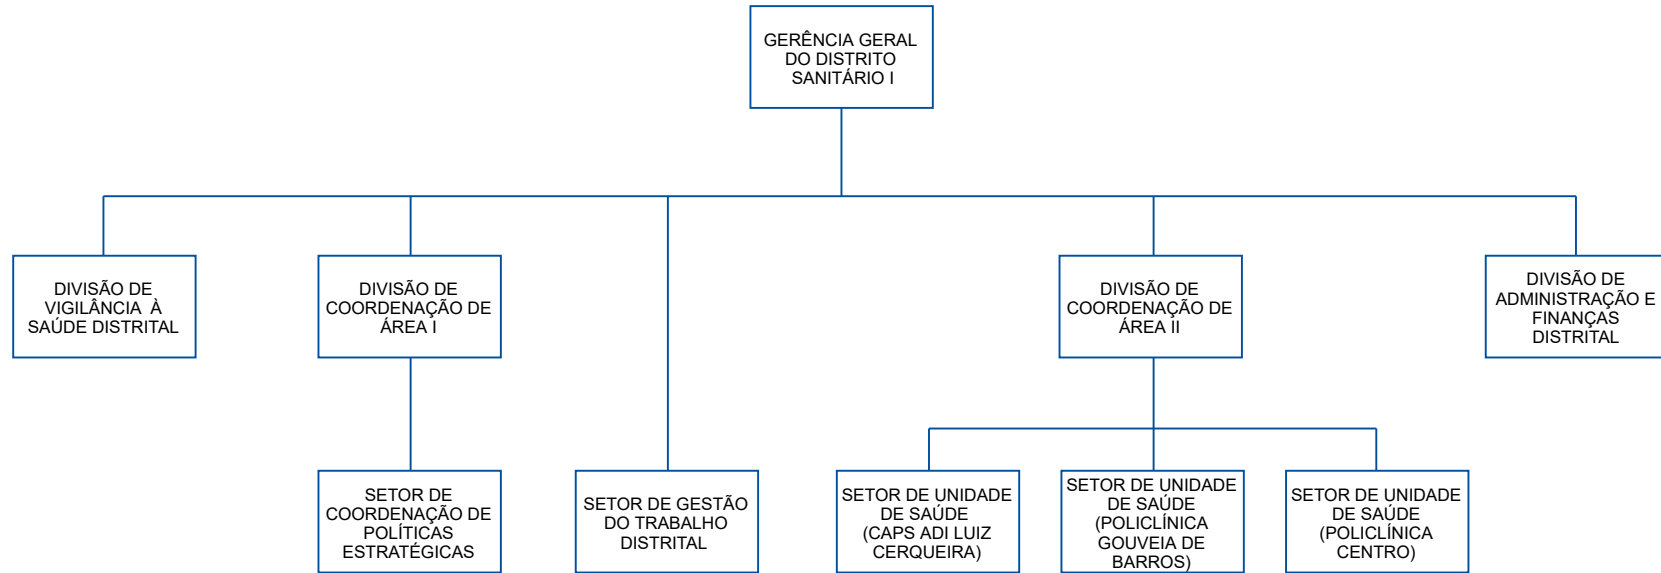 GERÊNCIA GERAL
DO DISTRITO
SANITÁRIO I
DIVISÃO DE
VIGILÂNCIA À
SAÚDE DISTRITAL
DIVISÃO DE
COORDENAÇÃO DE
ÁREA I
DIVISÃO DE
COORDENAÇÃO DE
ÁREA II
DIVISÃO DE
ADMINISTRAÇÃO E
FINANÇAS
DISTRITAL
SETOR DE
COORDENAÇÃO DE
POLÍTICAS
ESTRATÉGICAS
SETOR DE GESTÃO
DO TRABALHO
DISTRITAL
SETOR DE UNIDADE
DE SAÚDE
(CAPS ADI LUIZ
CERQUEIRA)
SETOR DE UNIDADE
DE SAÚDE
(POLICLÍNICA
GOUVEIA DE
BARROS)
SETOR DE UNIDADE
DE SAÚDE
(POLICLÍNICA
CENTRO)